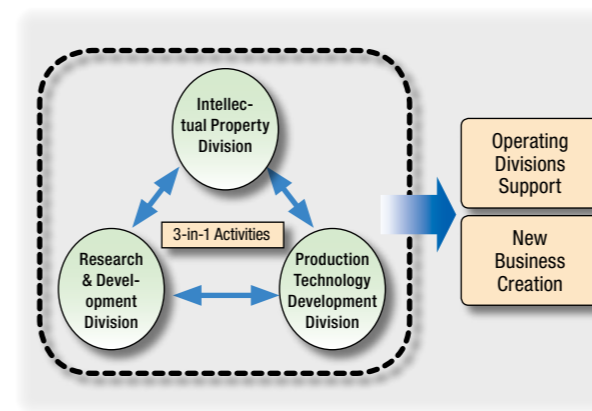 Intellec-
tual Property
Division
3-in-1 Activities
Research
& Devel-
opment
Division
Production
Technology
Development
Division
Operating
Divisions
Support
New
Business
Creation